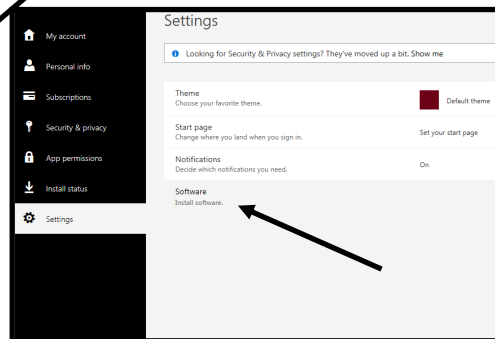 Settings
My account
Looking for Security & Privacy settings? They've moved up a bit. Show me
Personal info
Subscriptions
Security & privacy
App permissions
Install status
Settings
Theme
Choose your favorite theme.
Default theme
Start page
Change where you land when you sign in.
Set your start page
Notifications
Decide which notifications you need.
On
Software
Install software.